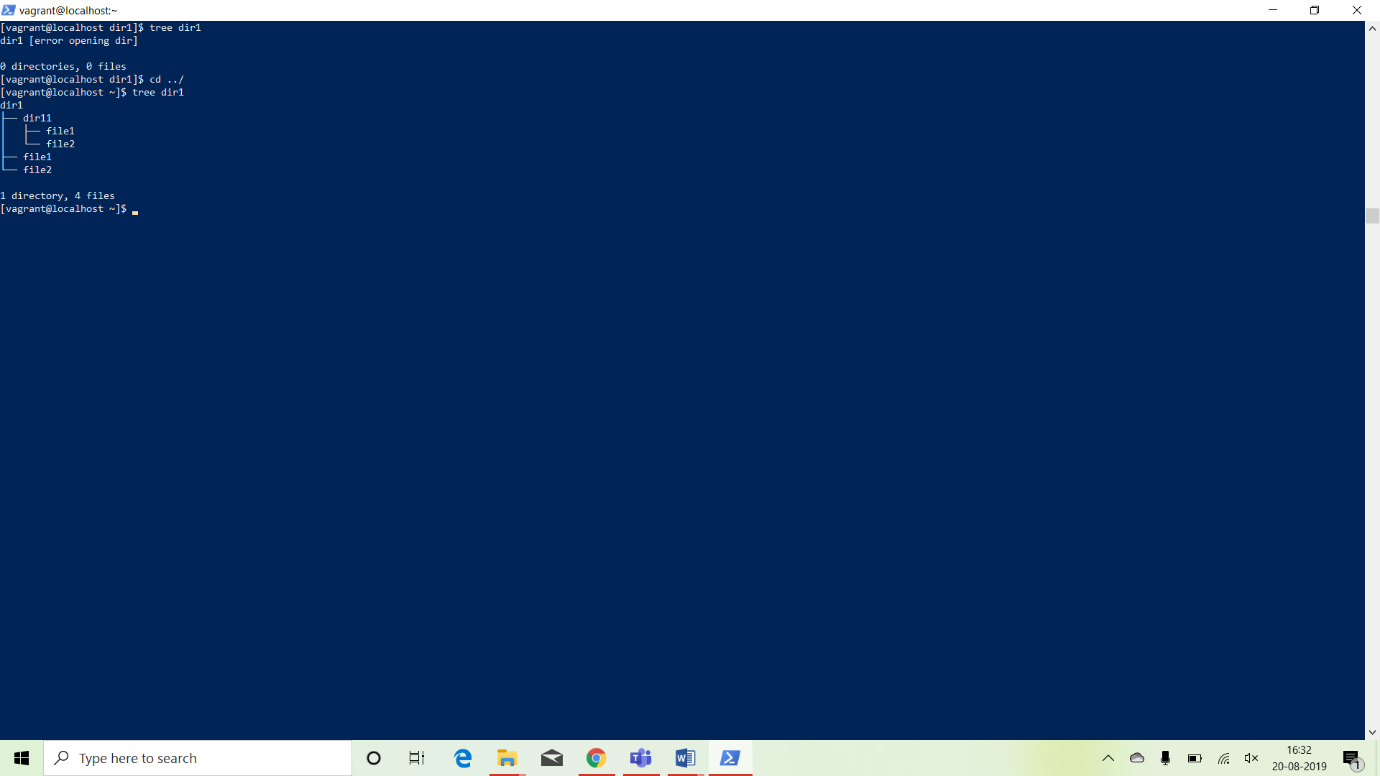 vagrant@localhost:~
[vagrant@localhost dir1]$ tree dir1
dir1 [error opening dir]
0 directories, 0 files
[vagrant@localhost dir1]$ cd ../
[vagrant@localhost ~]$ tree dir1
dir1
├── dir11
│   ├── file1
│   └── file2
├── file1
└── file2
1 directory, 4 files
[vagrant@localhost ~]$
Type here to search
16:32
20-08-2019
1